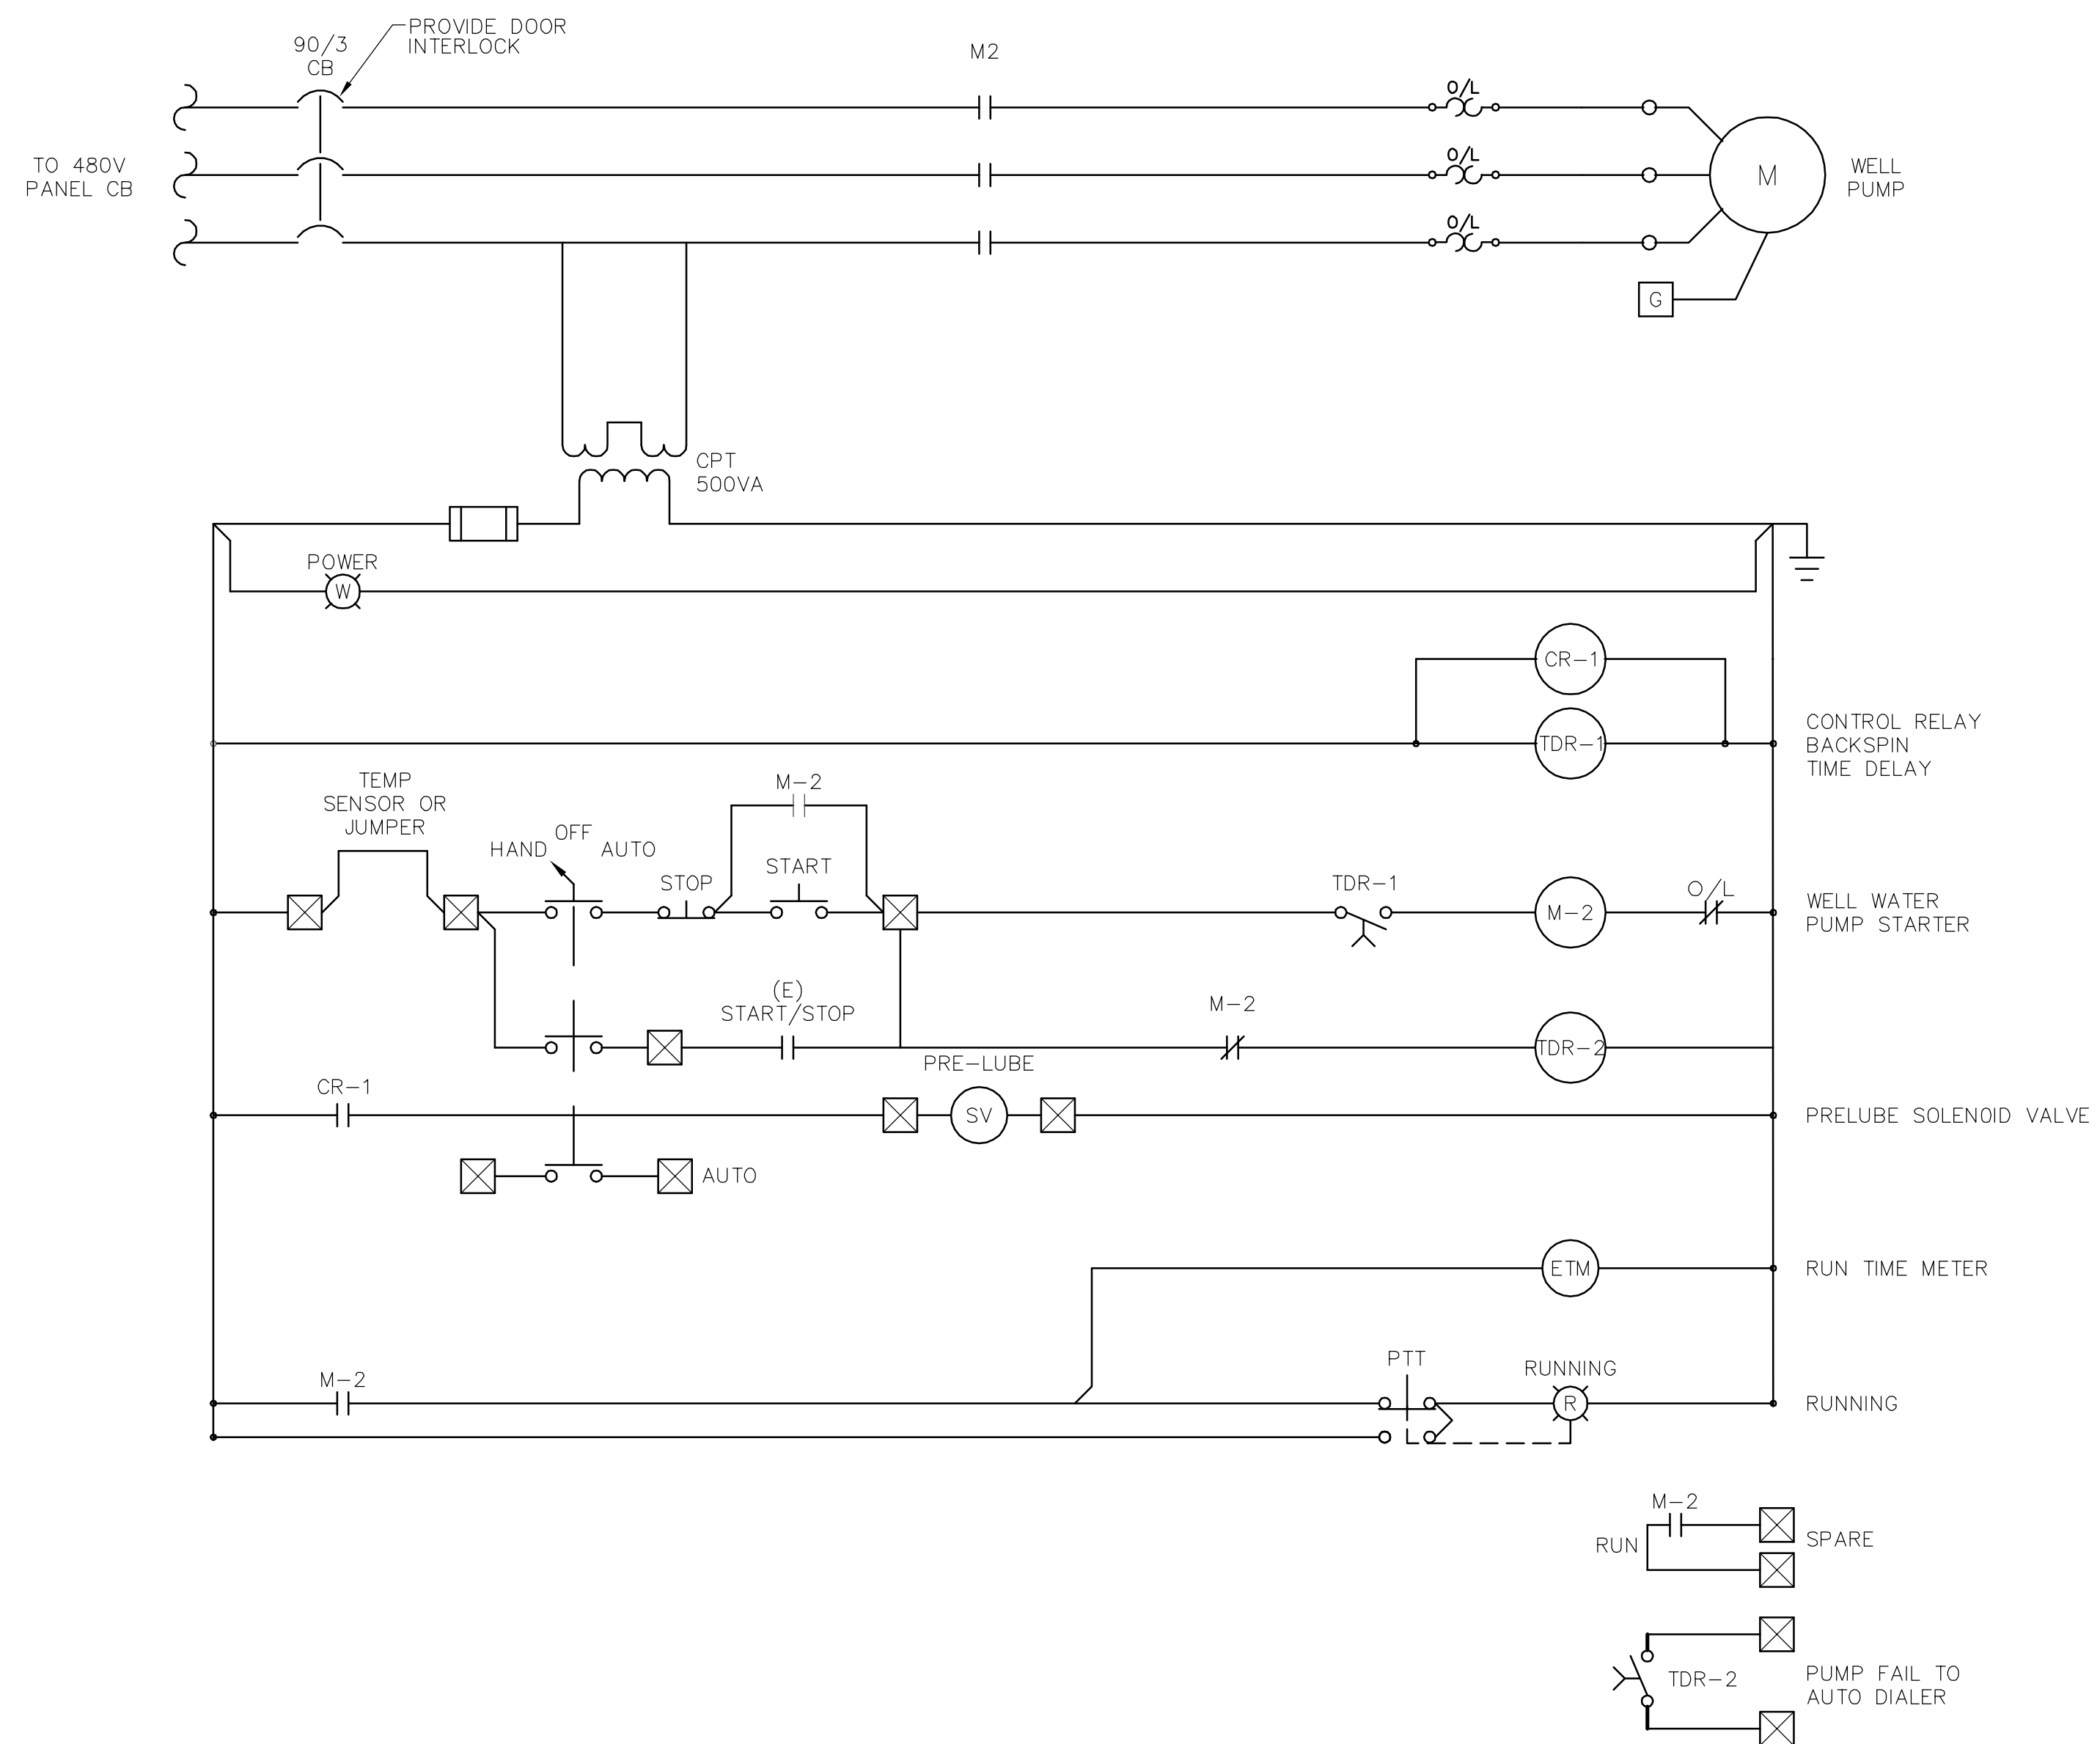 PROVIDE DOOR
INTERLOCK
90/3
CB
M2
O/L
O/L
O/L
TO 480V
PANEL CB
M
WELL
PUMP
G
CPT
500VA
POWER
W
CR-1
TDR-1
CONTROL RELAY
BACKSPIN
TIME DELAY
TEMP
SENSOR OR
JUMPER
M-2
OFF
HAND
AUTO
STOP
START
TDR-1
M-2
O/L
WELL WATER
PUMP STARTER
(E)
START/STOP
M-2
TDR-2
PRE-LUBE
CR-1
SV
PRELUBE SOLENOID VALVE
AUTO
ETM
RUN TIME METER
M-2
PTT
RUNNING
R
RUNNING
M-2
RUN
SPARE
TDR-2
PUMP FAIL TO
AUTO DIALER